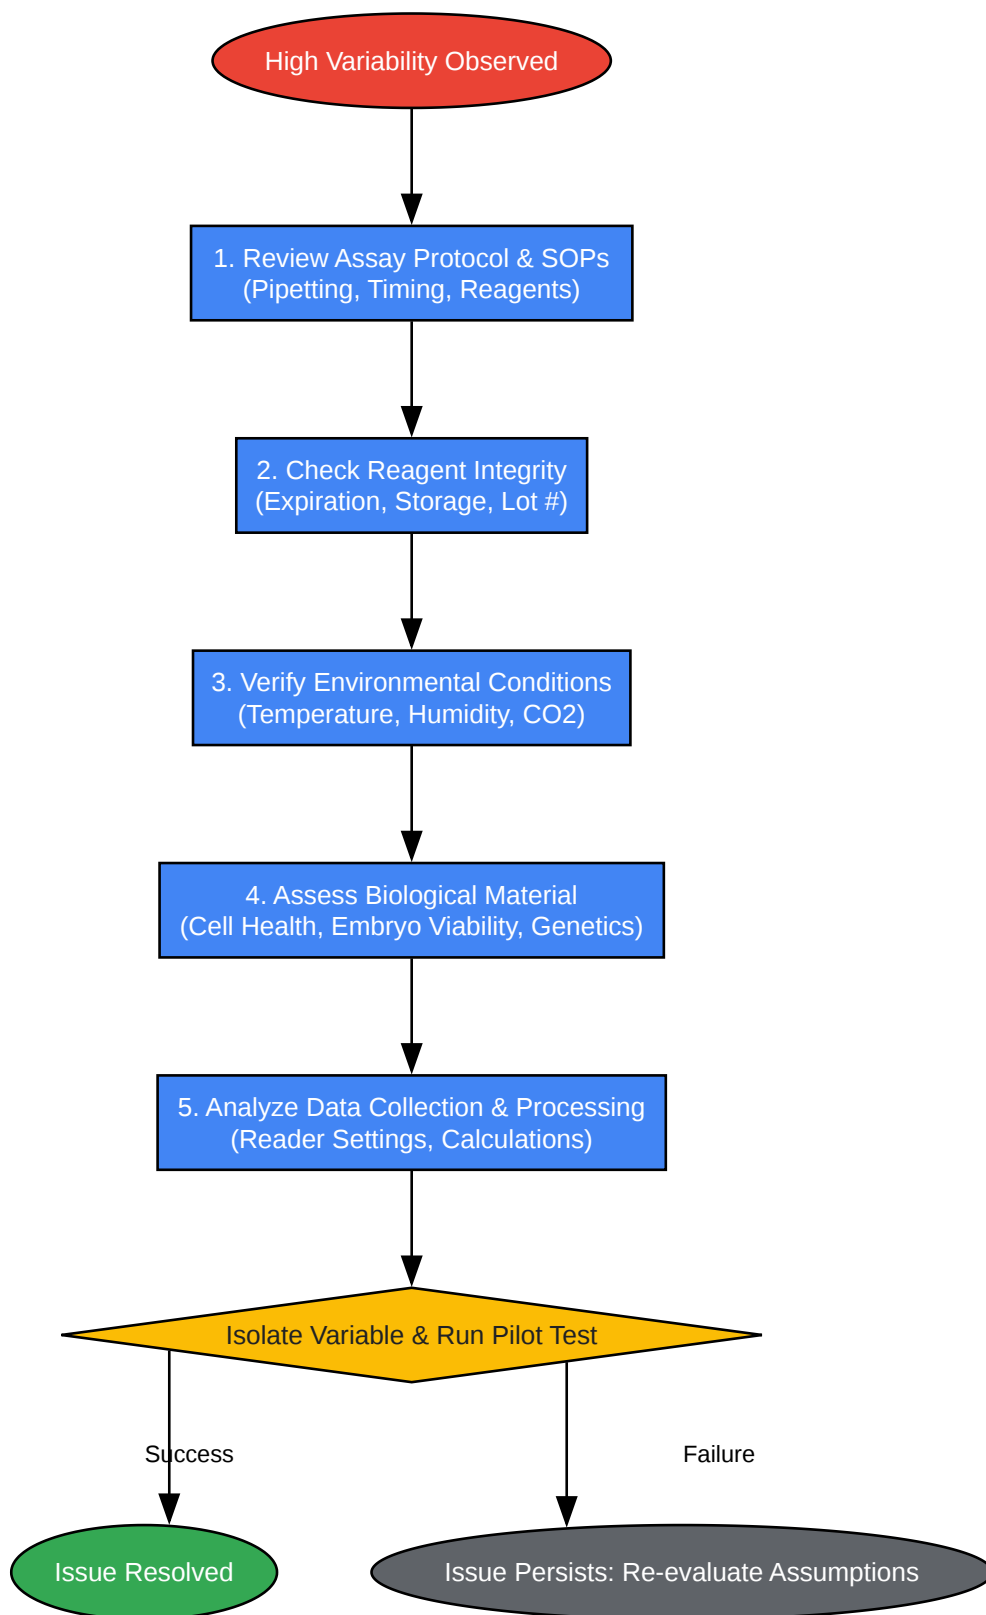 High Variability Observed
1. Review Assay Protocol & SOPs
(Pipetting, Timing, Reagents)
2. Check Reagent Integrity
(Expiration, Storage, Lot #)
3. Verify Environmental Conditions
(Temperature, Humidity, CO2)
4. Assess Biological Material
(Cell Health, Embryo Viability, Genetics)
5. Analyze Data Collection & Processing
(Reader Settings, Calculations)
Isolate Variable & Run Pilot Test
Success
Failure
Issue Resolved
Issue Persists: Re-evaluate Assumptions